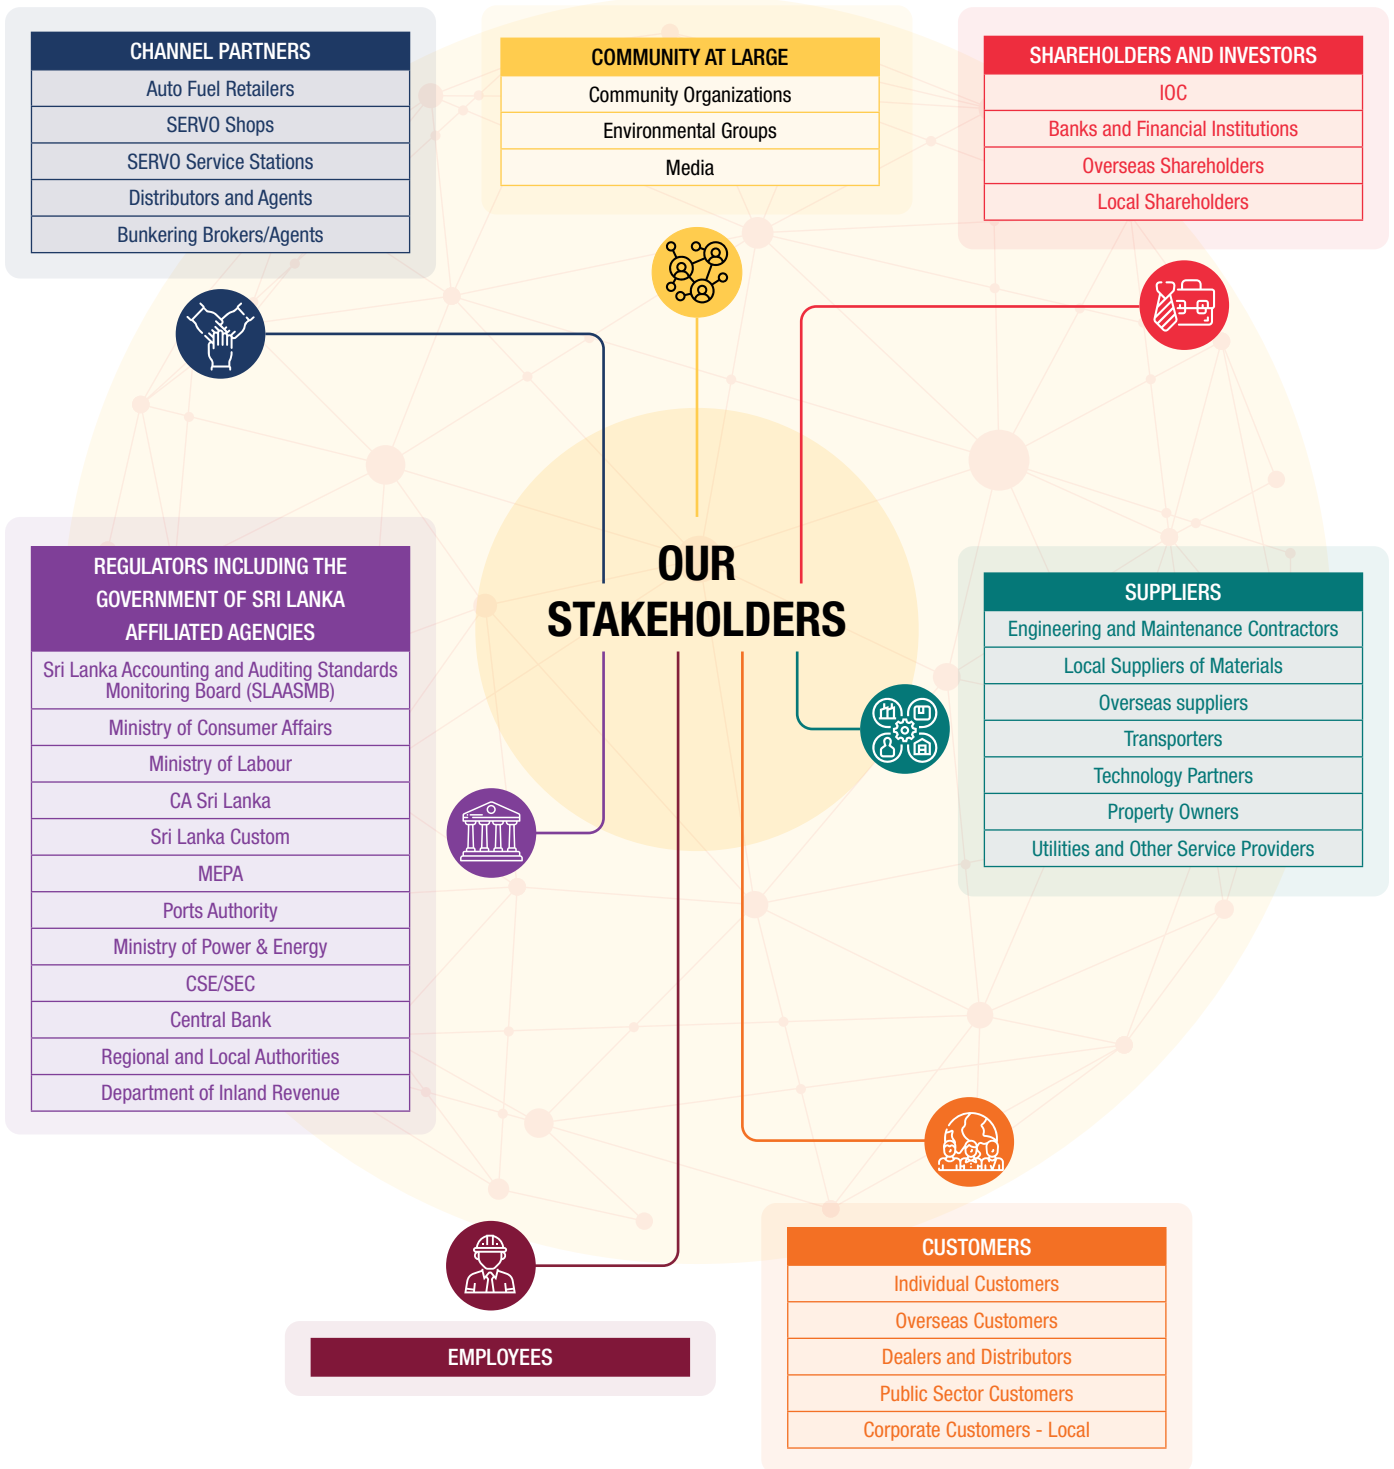 CHANNEL PARTNERS
Auto Fuel Retailers
SERVO Shops
SERVO Service Stations
Distributors and Agents
Bunkering Brokers/Agents
COMMUNITY AT LARGE
Community Organizations
Environmental Groups
Media
SHAREHOLDERS AND INVESTORS
IOC
Banks and Financial Institutions
Overseas Shareholders
Local Shareholders
OUR
STAKEHOLDERS
REGULATORS INCLUDING THE
GOVERNMENT OF SRI LANKA
AFFILIATED AGENCIES
Sri Lanka Accounting and Auditing Standards
Monitoring Board (SLAASMB)
Ministry of Consumer Affairs
Ministry of Labour
CA Sri Lanka
Sri Lanka Custom
MEPA
Ports Authority
Ministry of Power & Energy
CSE/SEC
Central Bank
Regional and Local Authorities
Department of Inland Revenue
SUPPLIERS
Engineering and Maintenance Contractors
Local Suppliers of Materials
Overseas suppliers
Transporters
Technology Partners
Property Owners
Utilities and Other Service Providers
EMPLOYEES
CUSTOMERS
Individual Customers
Overseas Customers
Dealers and Distributors
Public Sector Customers
Corporate Customers - Local